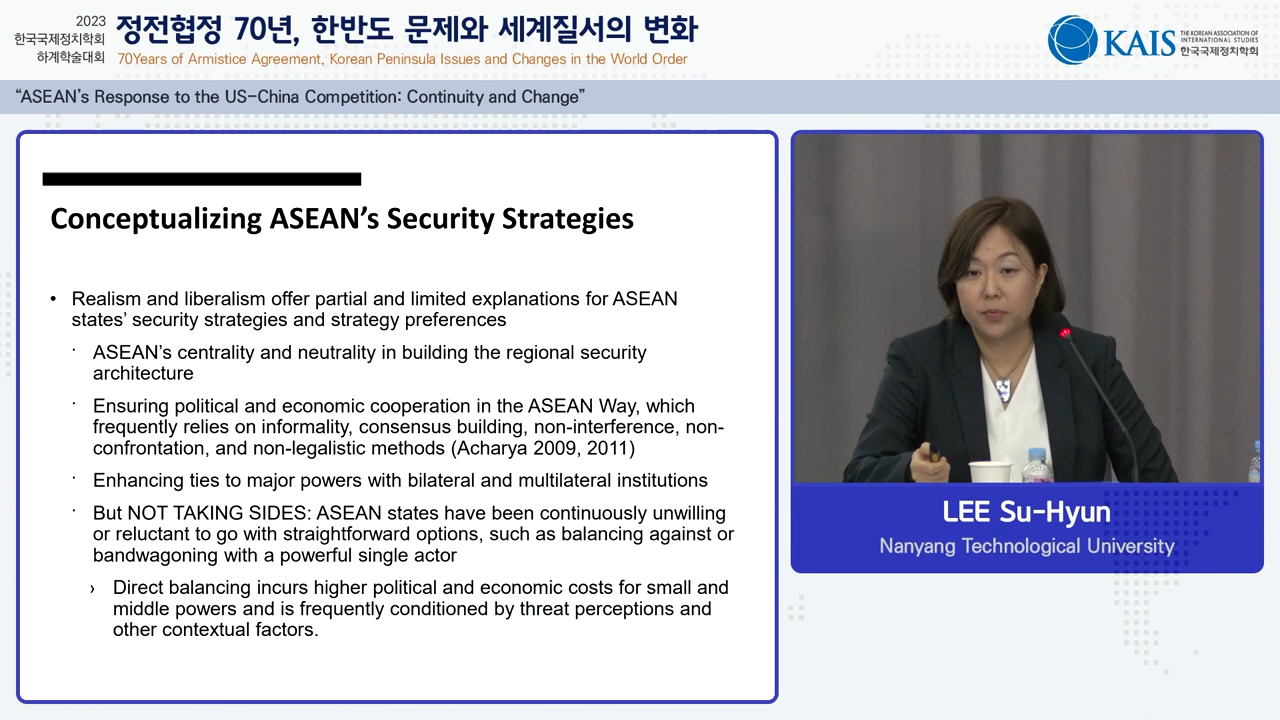 2023
한국국제정치학회
하계학술대회
정전협정 70년, 한반도 문제와 세계질서의 변화
70Years of Armistice Agreement, Korean Peninsula Issues and Changes in the World Order
KAIS
THE KOREAN ASSOCIATION OF
INTERNATIONAL STUDIES
한국국제정치학회
“ASEAN’s Response to the US-China Competition: Continuity and Change”
Conceptualizing ASEAN’s Security Strategies
• Realism and liberalism offer partial and limited explanations for ASEAN
states’ security strategies and strategy preferences
· ASEAN’s centrality and neutrality in building the regional security
architecture
· Ensuring political and economic cooperation in the ASEAN Way, which
frequently relies on informality, consensus building, non-interference, non-
confrontation, and non-legalistic methods (Acharya 2009, 2011)
· Enhancing ties to major powers with bilateral and multilateral institutions
· But NOT TAKING SIDES: ASEAN states have been continuously unwilling
or reluctant to go with straightforward options, such as balancing against or
bandwagoning with a powerful single actor
› Direct balancing incurs higher political and economic costs for small and
middle powers and is frequently conditioned by threat perceptions and
other contextual factors.
LEE Su-Hyun
Nanyang Technological University